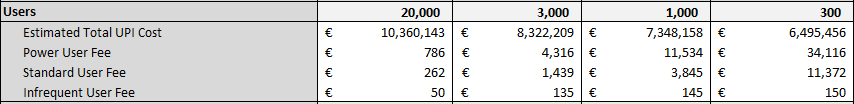 Users 20,000 3,000 1,000 300
Estimated Total UPI Cost € 10,360,143 € 8,322,209 € 7,348,158 € 6,495,456
Power User Fee € 786 € 4,316 € 11,534 € 34,116
Standard User Fee € 262 € 1,439 € 3,845 € 11,372
Infrequent User Fee € 50 € 135 € 145 € 150